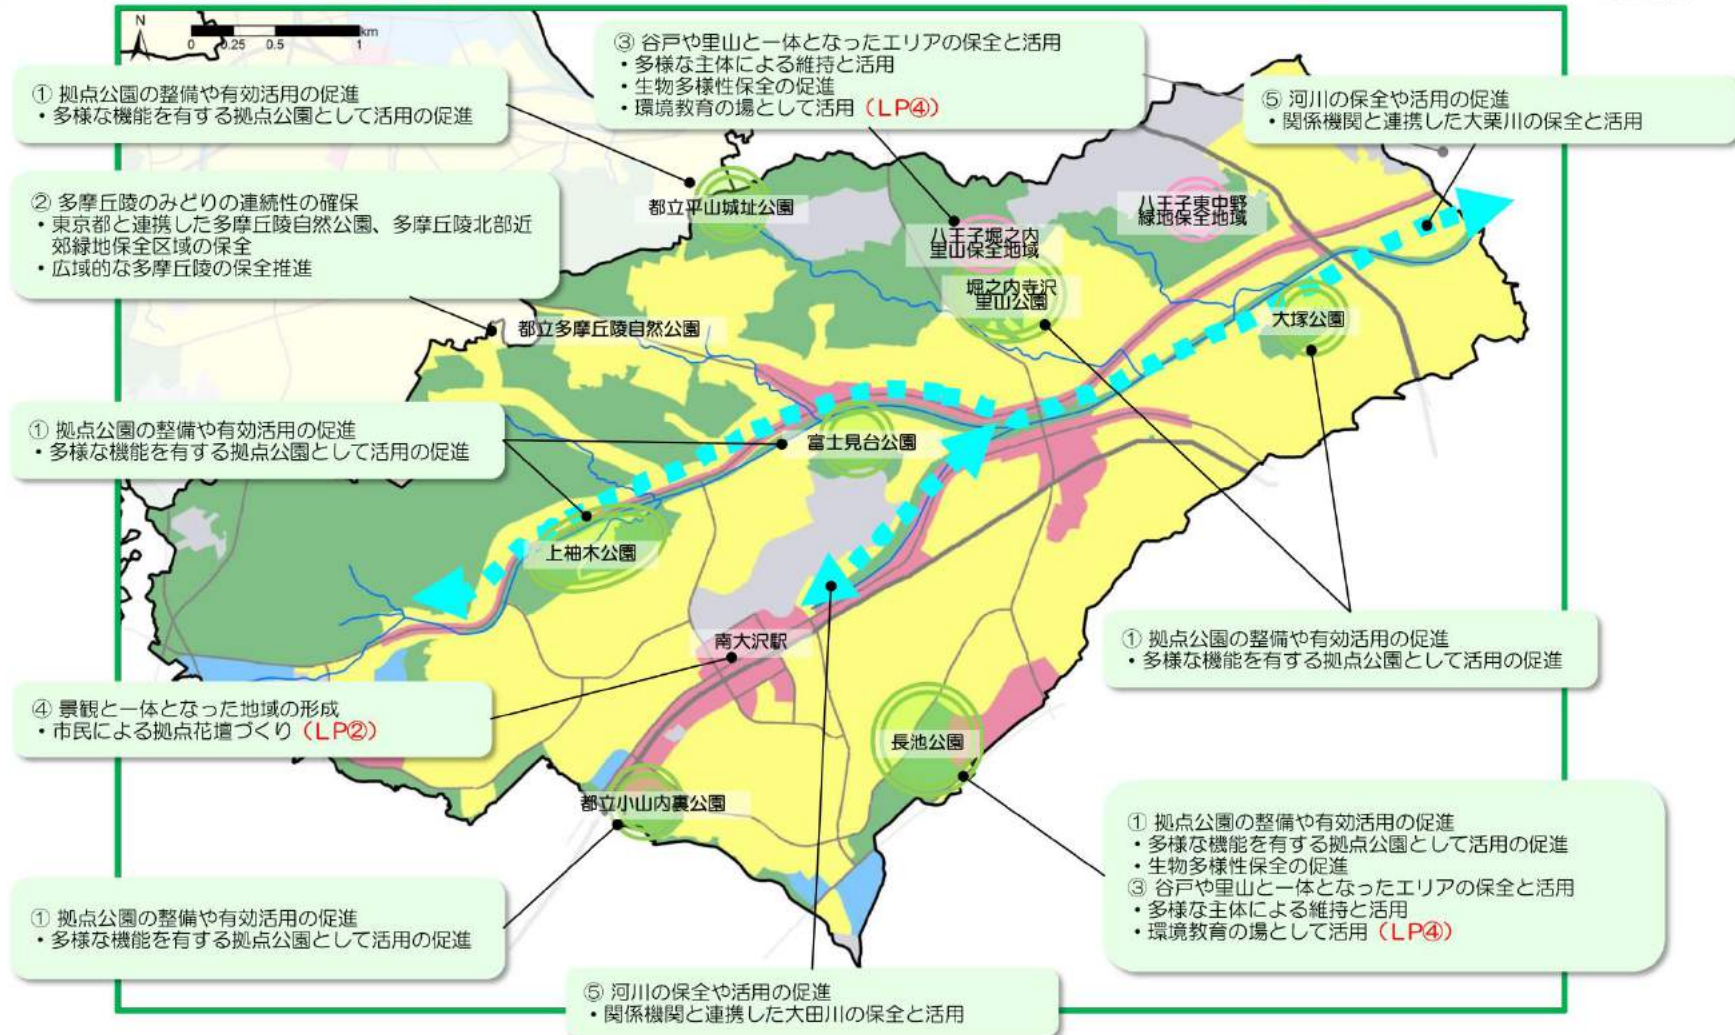 N
0 0.25 0.5 1 km
① 拠点公園の整備や有効活用の促進
・多様な機能を有する拠点公園として活用の促進
③ 谷戸や里山と一体となったエリアの保全と活用
・多様な主体による維持と活用
・生物多様性保全の促進
・環境教育の場として活用（LP④）
⑤ 河川の保全や活用の促進
・関係機関と連携した大栗川の保全と活用
② 多摩丘陵のみどりの連続性の確保
・東京都と連携した多摩丘陵自然公園、多摩丘陵北部近
郊緑地保全区域の保全
・広域的な多摩丘陵の保全推進
都立平山城址公園
八王子堀之内
里山保全地域
八王子東中野
緑地保全地域
堀之内寺沢
里山公園
大塚公園
都立多摩丘陵自然公園
① 拠点公園の整備や有効活用の促進
・多様な機能を有する拠点公園として活用の促進
富士見台公園
上柚木公園
南大沢駅
① 拠点公園の整備や有効活用の促進
・多様な機能を有する拠点公園として活用の促進
④ 景観と一体となった地域の形成
・市民による拠点花壇づくり（LP②）
長池公園
都立小山内裏公園
① 拠点公園の整備や有効活用の促進
・多様な機能を有する拠点公園として活用の促進
・生物多様性保全の促進
③ 谷戸や里山と一体となったエリアの保全と活用
・多様な主体による維持と活用
・環境教育の場として活用（LP④）
① 拠点公園の整備や有効活用の促進
・多様な機能を有する拠点公園として活用の促進
⑤ 河川の保全や活用の促進
・関係機関と連携した大田川の保全と活用